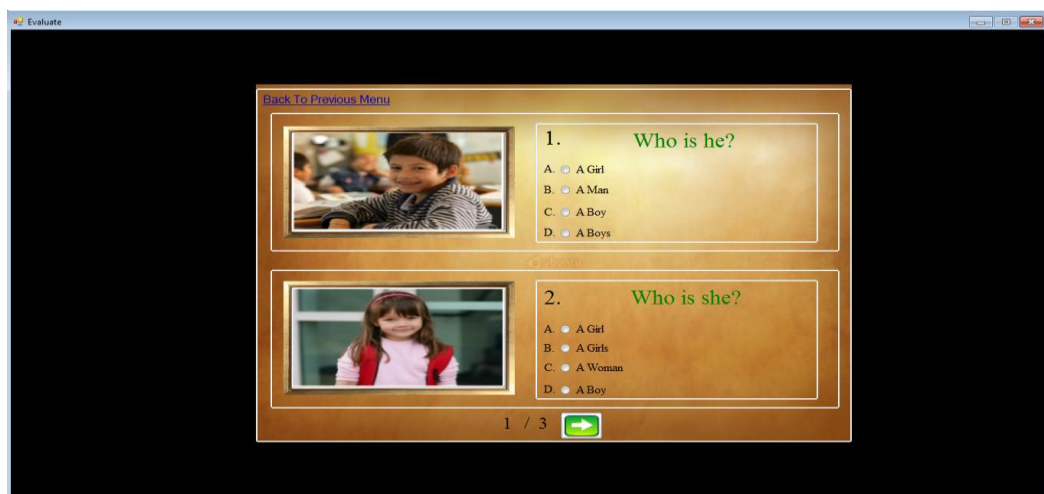 Evaluate
Back To Previous Menu
1. Who is he?
A. A Girl
B. A Man
C. A Boy
D. A Boys
2. Who is she?
A. A Girl
B. A Girls
C. A Woman
D. A Boy
1 / 3